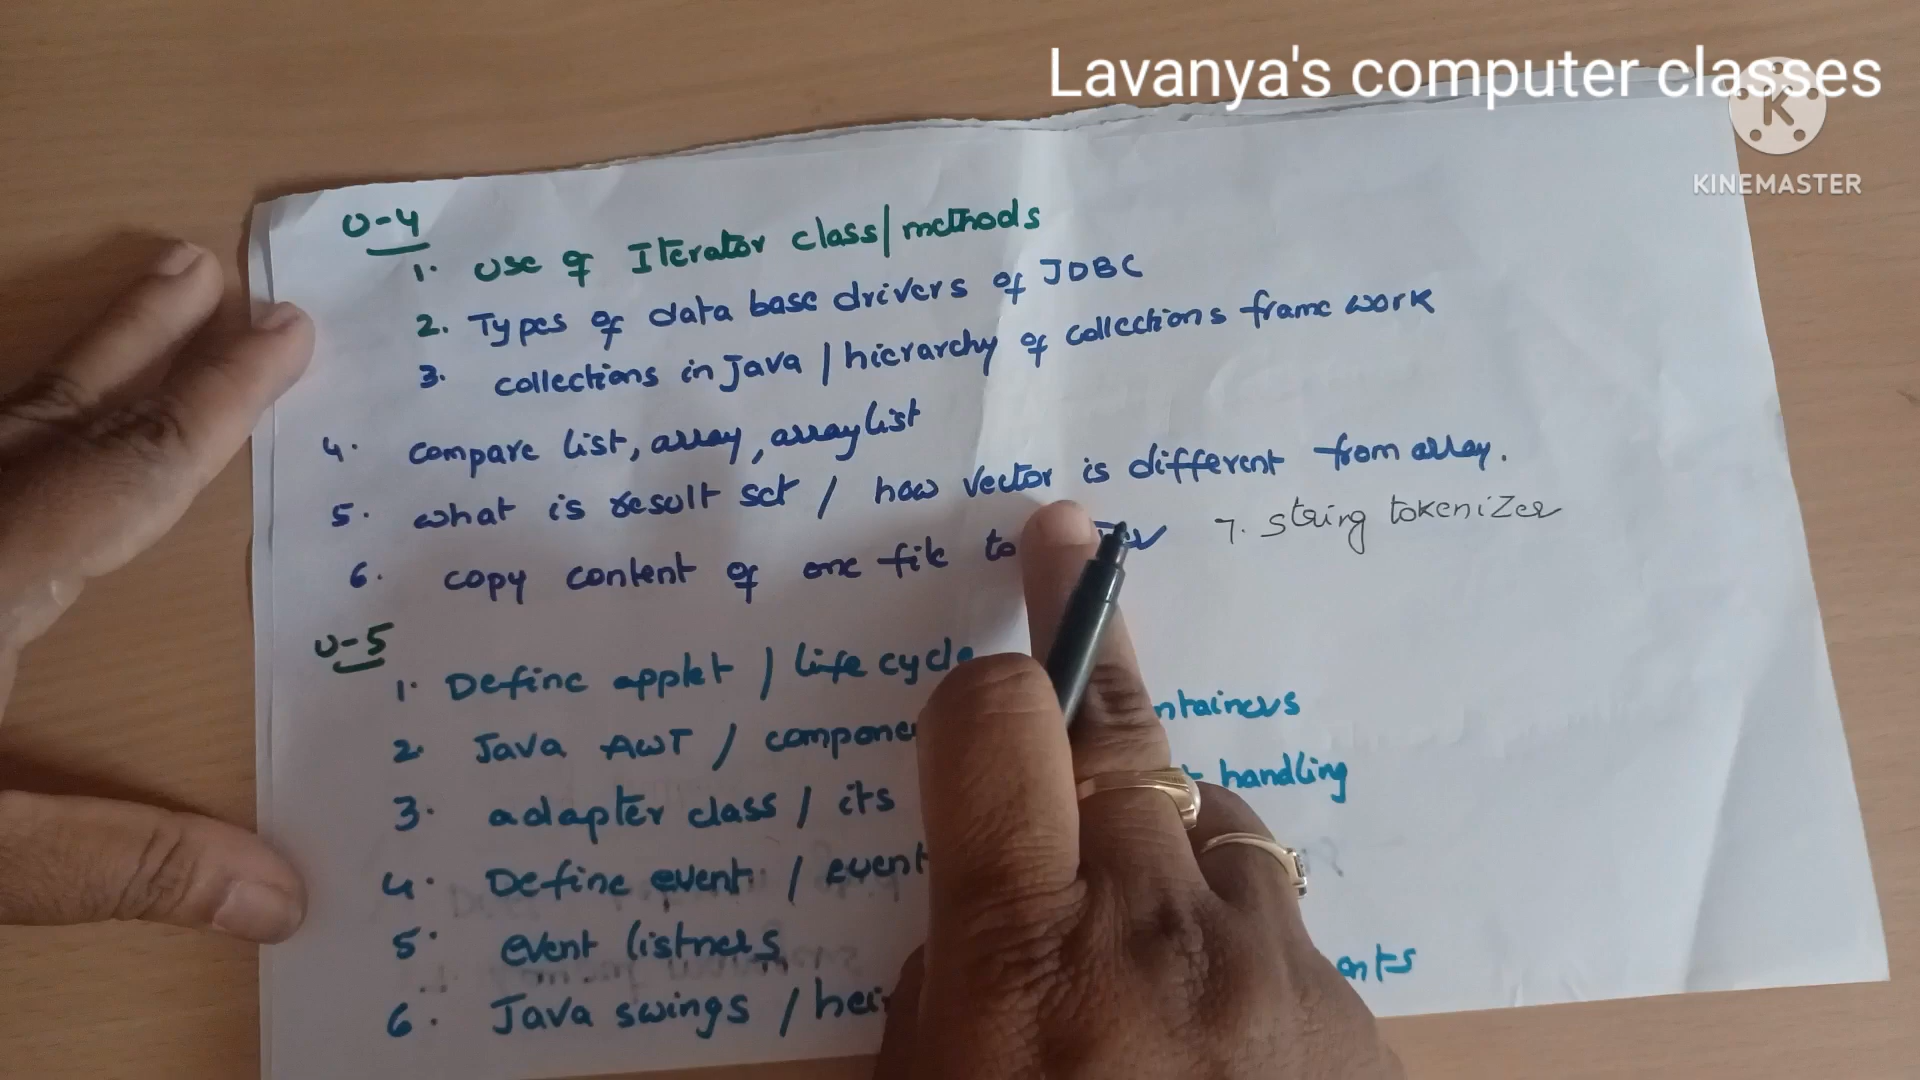 Lavanya's computer classes
K
KINEMASTER
U-4
1. Use of Iterator class/methods
2. Types of data base drivers of JDBC
3. collections in Java / hierarchy of collections frame work
4. compare list, array, arraylist
5. what is result set / how vector is different from array.
6. copy content of one file to 7. string tokenizer
U-5
1. Define applet / life cycle
2. Java AWT / compone ntainers
3. adapter class / its
4. Define event / event handling
5. event listners
6. Java swings / hei nts